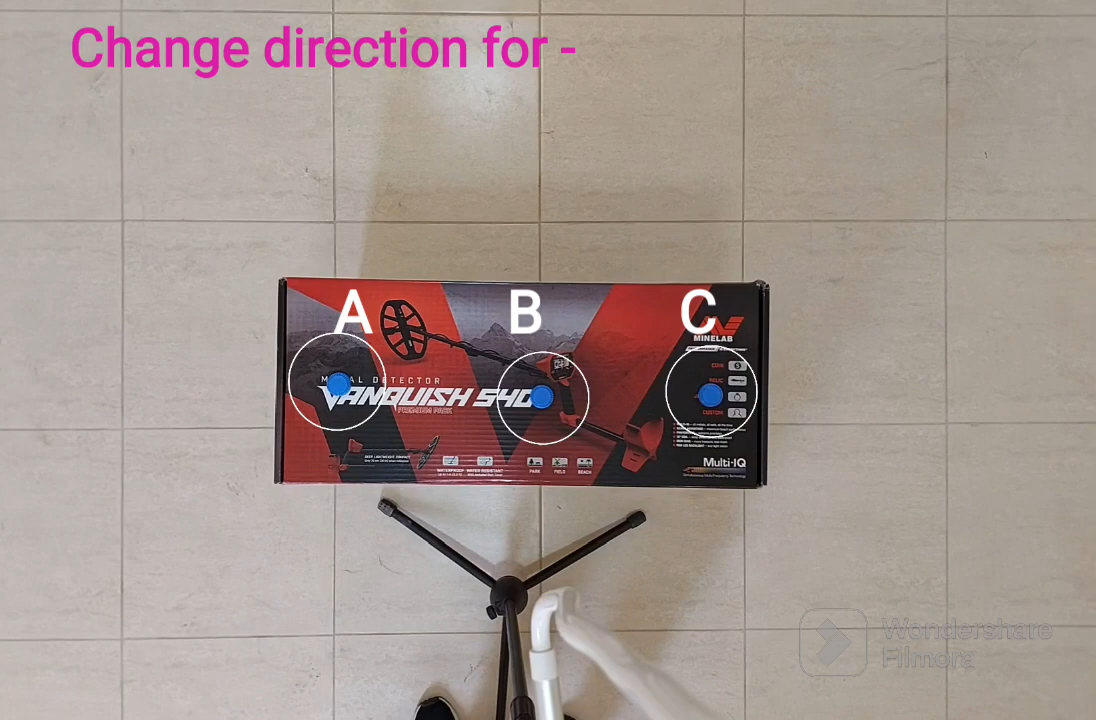 Change direction for -
A
B
C
MINELAB
METAL DETECTOR
VANQUISH 540
PREMIUM PACK
COIN
RELIC
CUSTOM
WATERPROOF
WATER RESISTANT
PARK
FIELD
BEACH
Multi-IQ
Wondershare
Filmora